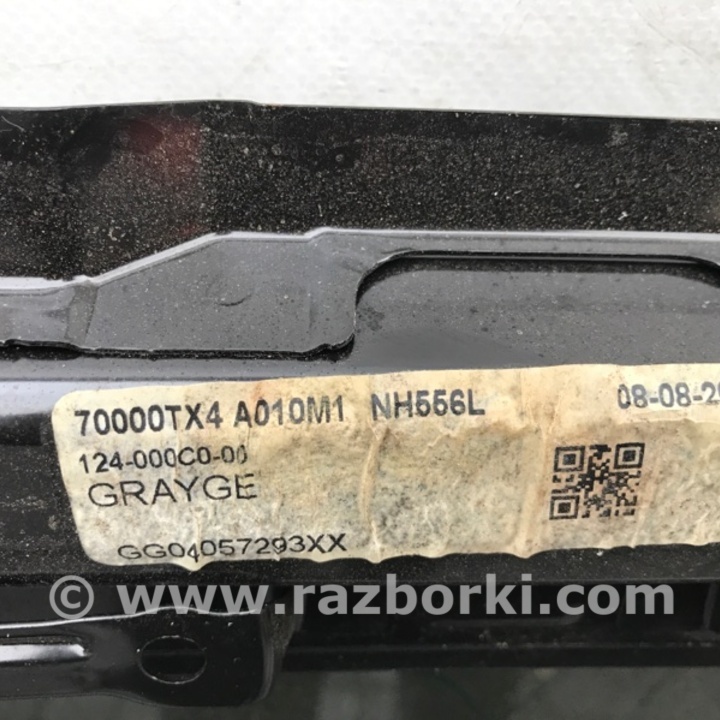 70000TX4 A010M1 NH556L 08-08-2
124-000C0-00
GRAYGE
GG04057293XX
© www.razborki.com